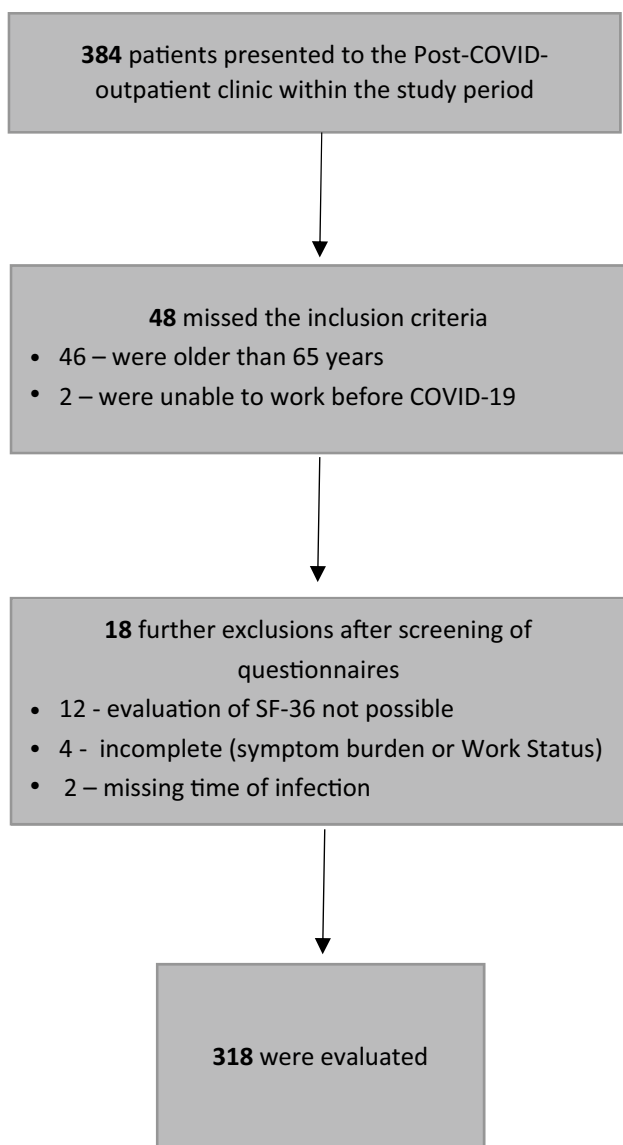 384 patients presented to the Post-COVID-
outpatient clinic within the study period
48 missed the inclusion criteria
• 46 – were older than 65 years
• 2 – were unable to work before COVID-19
18 further exclusions after screening of
questionnaires
• 12 - evaluation of SF-36 not possible
• 4 - incomplete (symptom burden or Work Status)
• 2 – missing time of infection
318 were evaluated